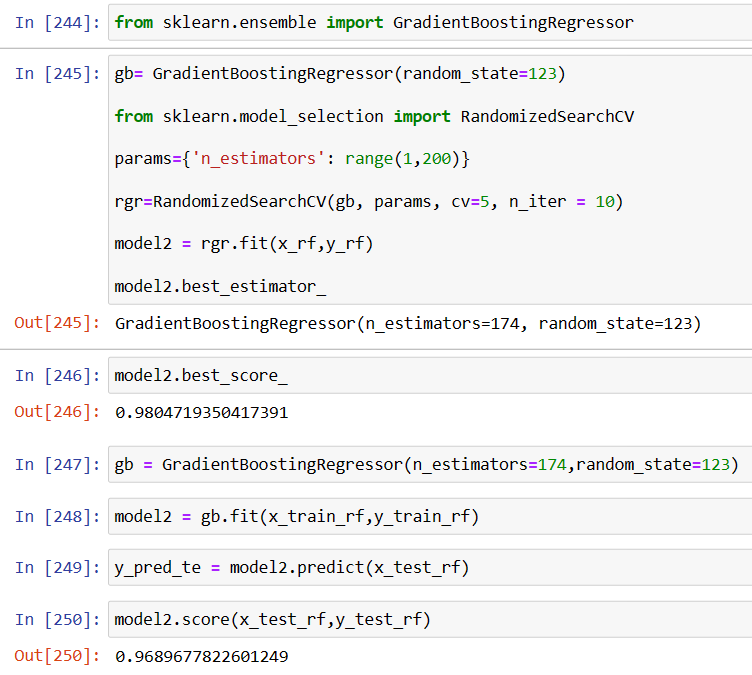 In [244]: from sklearn.ensemble import GradientBoostingRegressor
In [245]: gb= GradientBoostingRegressor(random_state=123)
from sklearn.model_selection import RandomizedSearchCV
params={'n_estimators': range(1,200)}
rgr=RandomizedSearchCV(gb, params, cv=5, n_iter = 10)
model2 = rgr.fit(x_rf,y_rf)
model2.best_estimator_
Out[245]: GradientBoostingRegressor(n_estimators=174, random_state=123)
In [246]: model2.best_score_
Out[246]: 0.9804719350417391
In [247]: gb = GradientBoostingRegressor(n_estimators=174,random_state=123)
In [248]: model2 = gb.fit(x_train_rf,y_train_rf)
In [249]: y_pred_te = model2.predict(x_test_rf)
In [250]: model2.score(x_test_rf,y_test_rf)
Out[250]: 0.9689677822601249